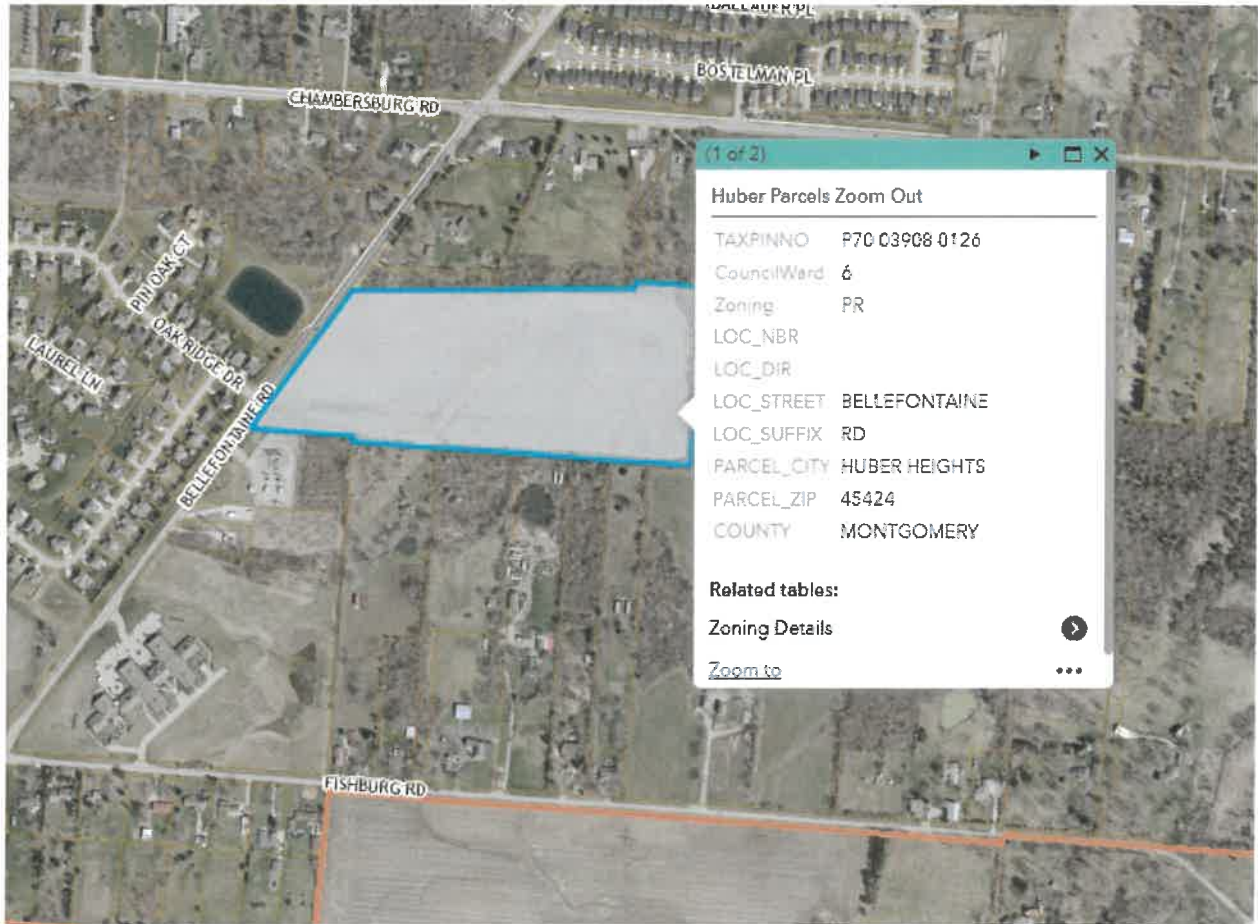 BOSTELMAN PL
CHAMBERSBURG RD
PIN OAK CT
OAK RIDGE DR
LAUREL LN
BELLEFONTAINE RD
FISHBURG RD
(1 of 2)
Huber Parcels Zoom Out
TAXPINNO P70 03908 0126
CouncilWard 6
Zoning PR
LOC_NBR
LOC_DIR
LOC_STREET BELLEFONTAINE
LOC_SUFFIX RD
PARCEL_CITY HUBER HEIGHTS
PARCEL_ZIP 45424
COUNTY MONTGOMERY
Related tables:
Zoning Details
Zoom to